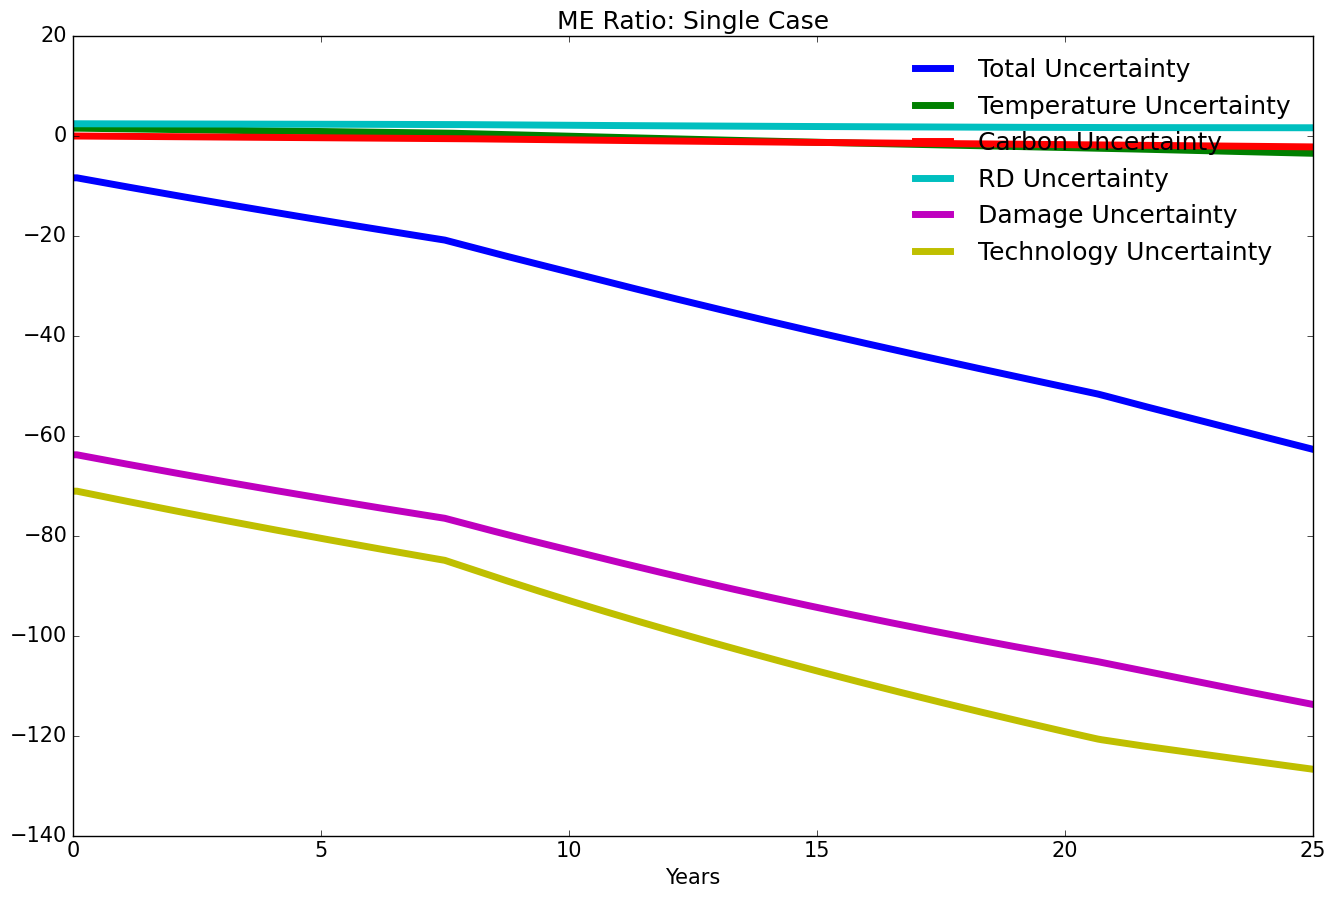 ME Ratio: Single Case
20
0
−20
−40
−60
−80
−100
−120
−140
Total Uncertainty
Temperature Uncertainty
Carbon Uncertainty
RD Uncertainty
Damage Uncertainty
Technology Uncertainty
0 5 10 15 20 25
Years